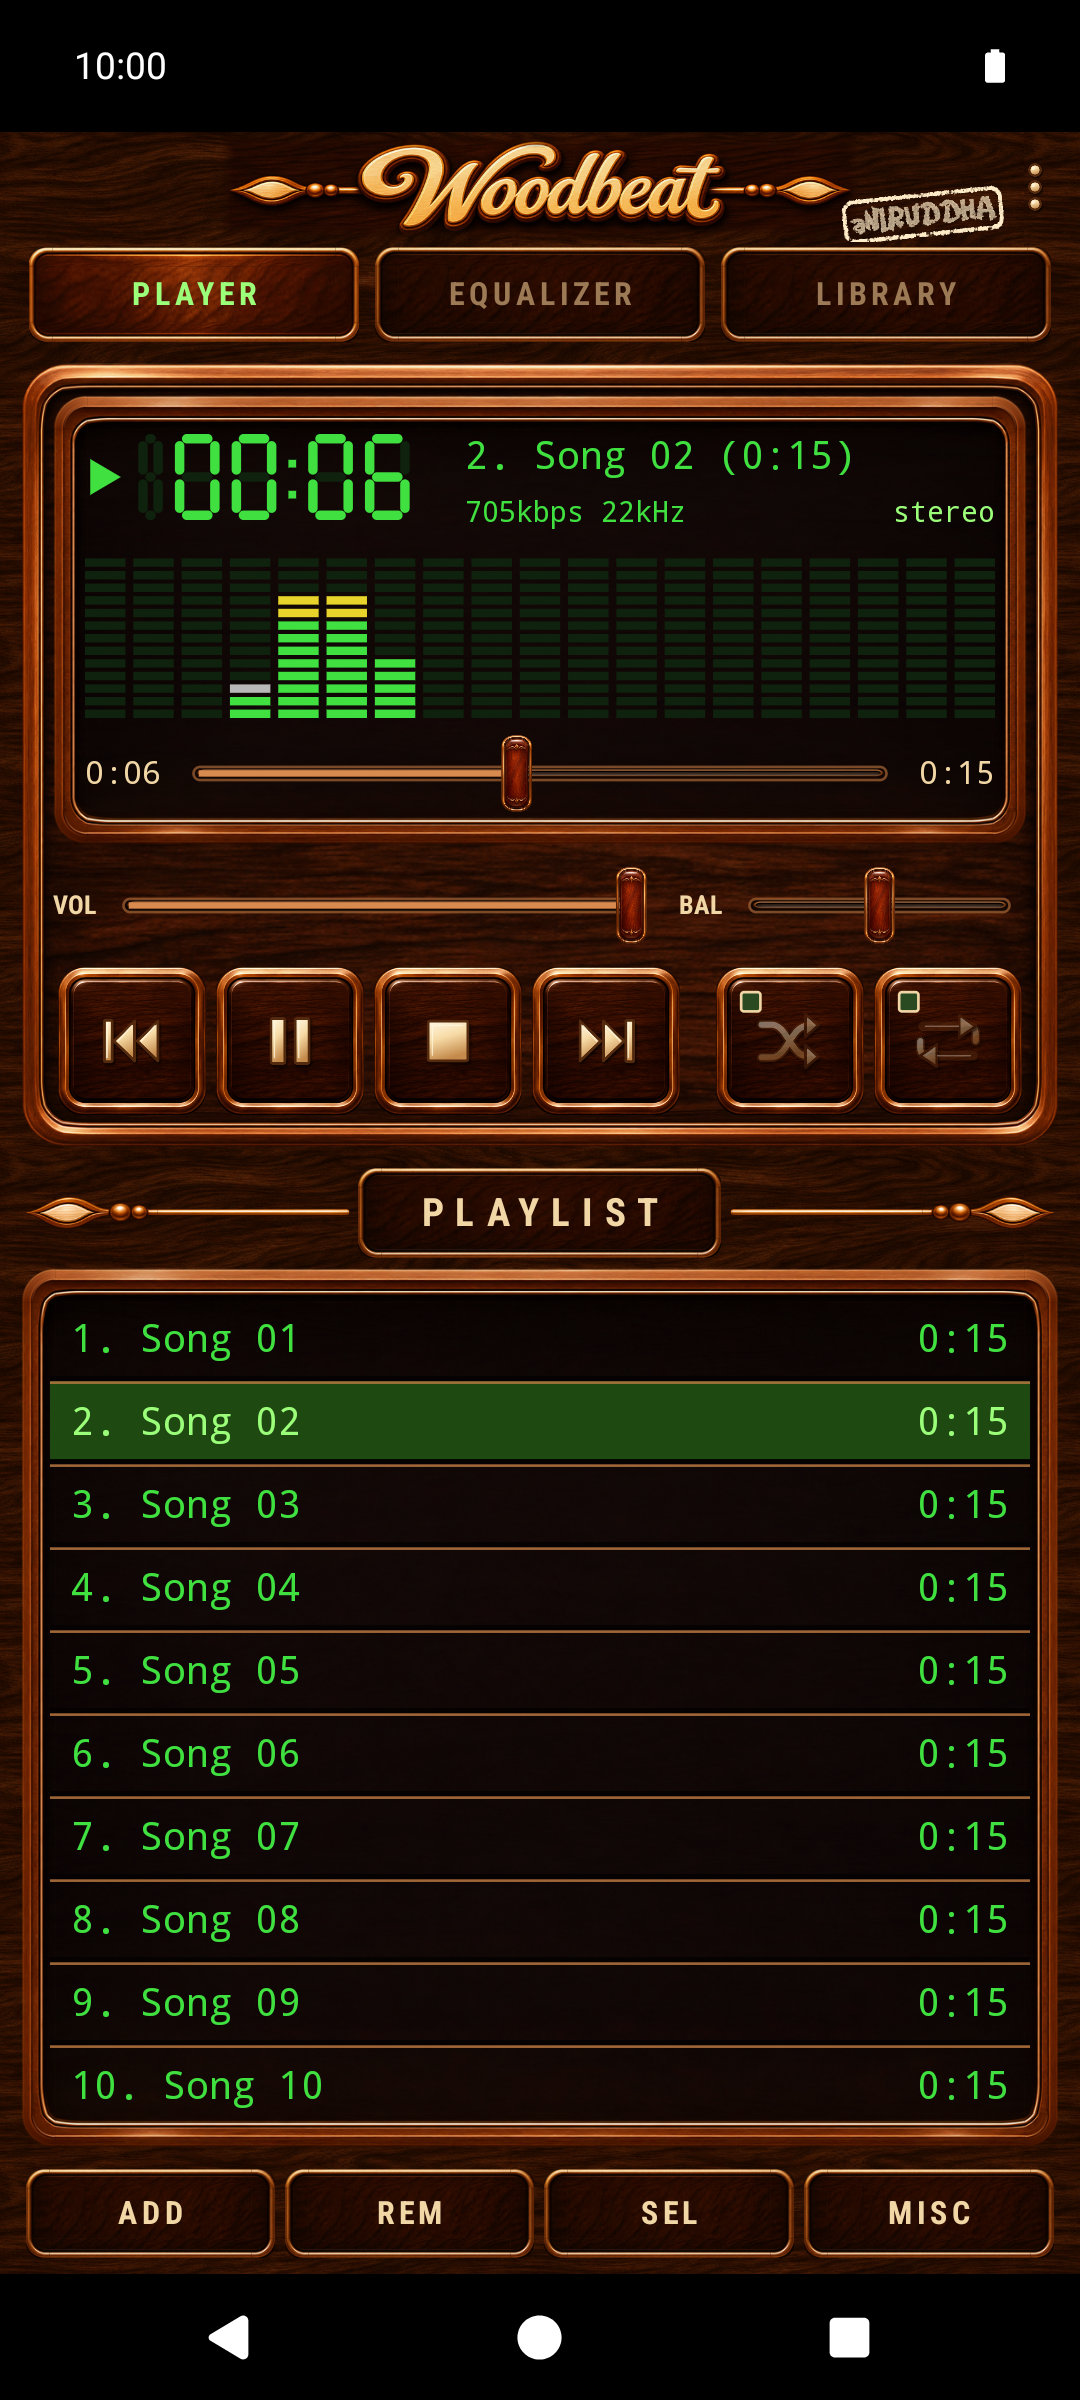 10:00
Woodbeat
ANIRUDDHA
PLAYER EQUALIZER LIBRARY
00:06
2. Song 02 (0:15)
705kbps 22kHz stereo
0:06 0:15
VOL BAL
PLAYLIST
1. Song 01 0:15
2. Song 02 0:15
3. Song 03 0:15
4. Song 04 0:15
5. Song 05 0:15
6. Song 06 0:15
7. Song 07 0:15
8. Song 08 0:15
9. Song 09 0:15
10. Song 10 0:15
ADD REM SEL MISC